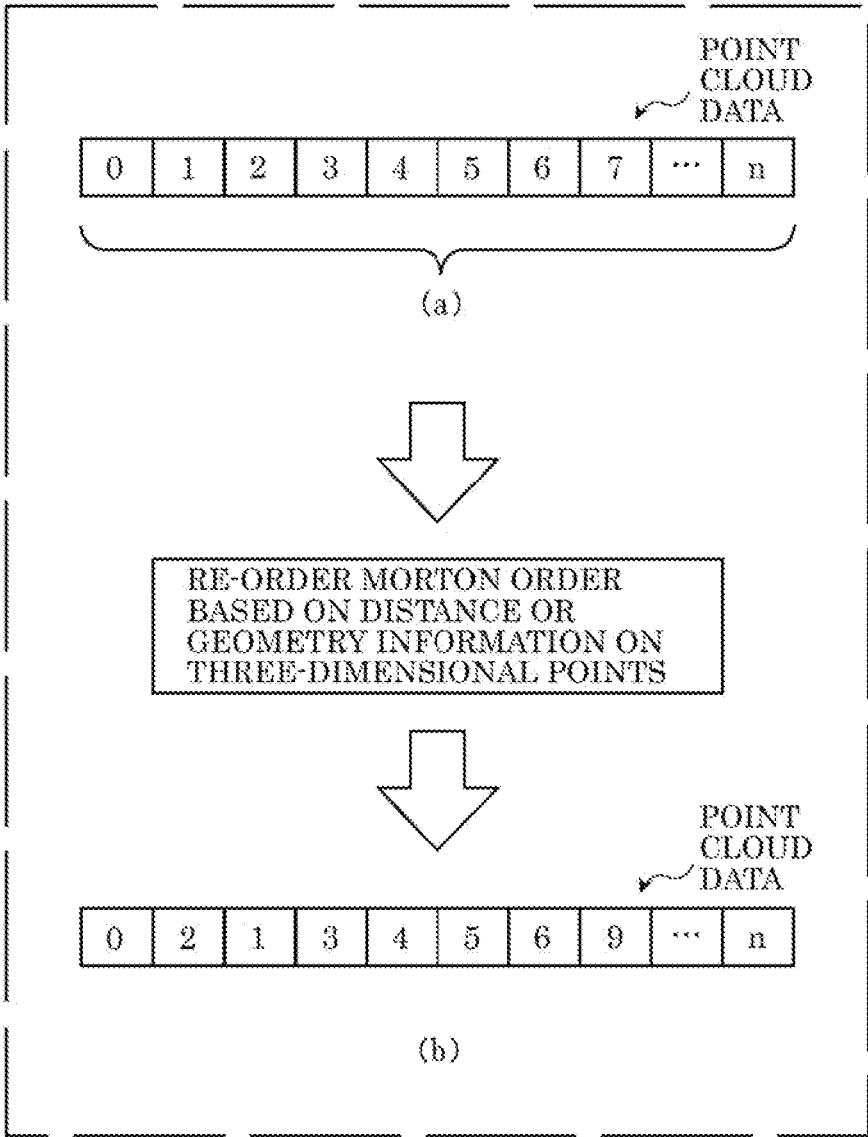 POINT
CLOUD
DATA
0 1 2 3 4 5 6 7 ... n
(a)
RE-ORDER MORTON ORDER
BASED ON DISTANCE OR
GEOMETRY INFORMATION ON
THREE-DIMENSIONAL POINTS
POINT
CLOUD
DATA
0 2 1 3 4 5 6 9 ... n
(b)